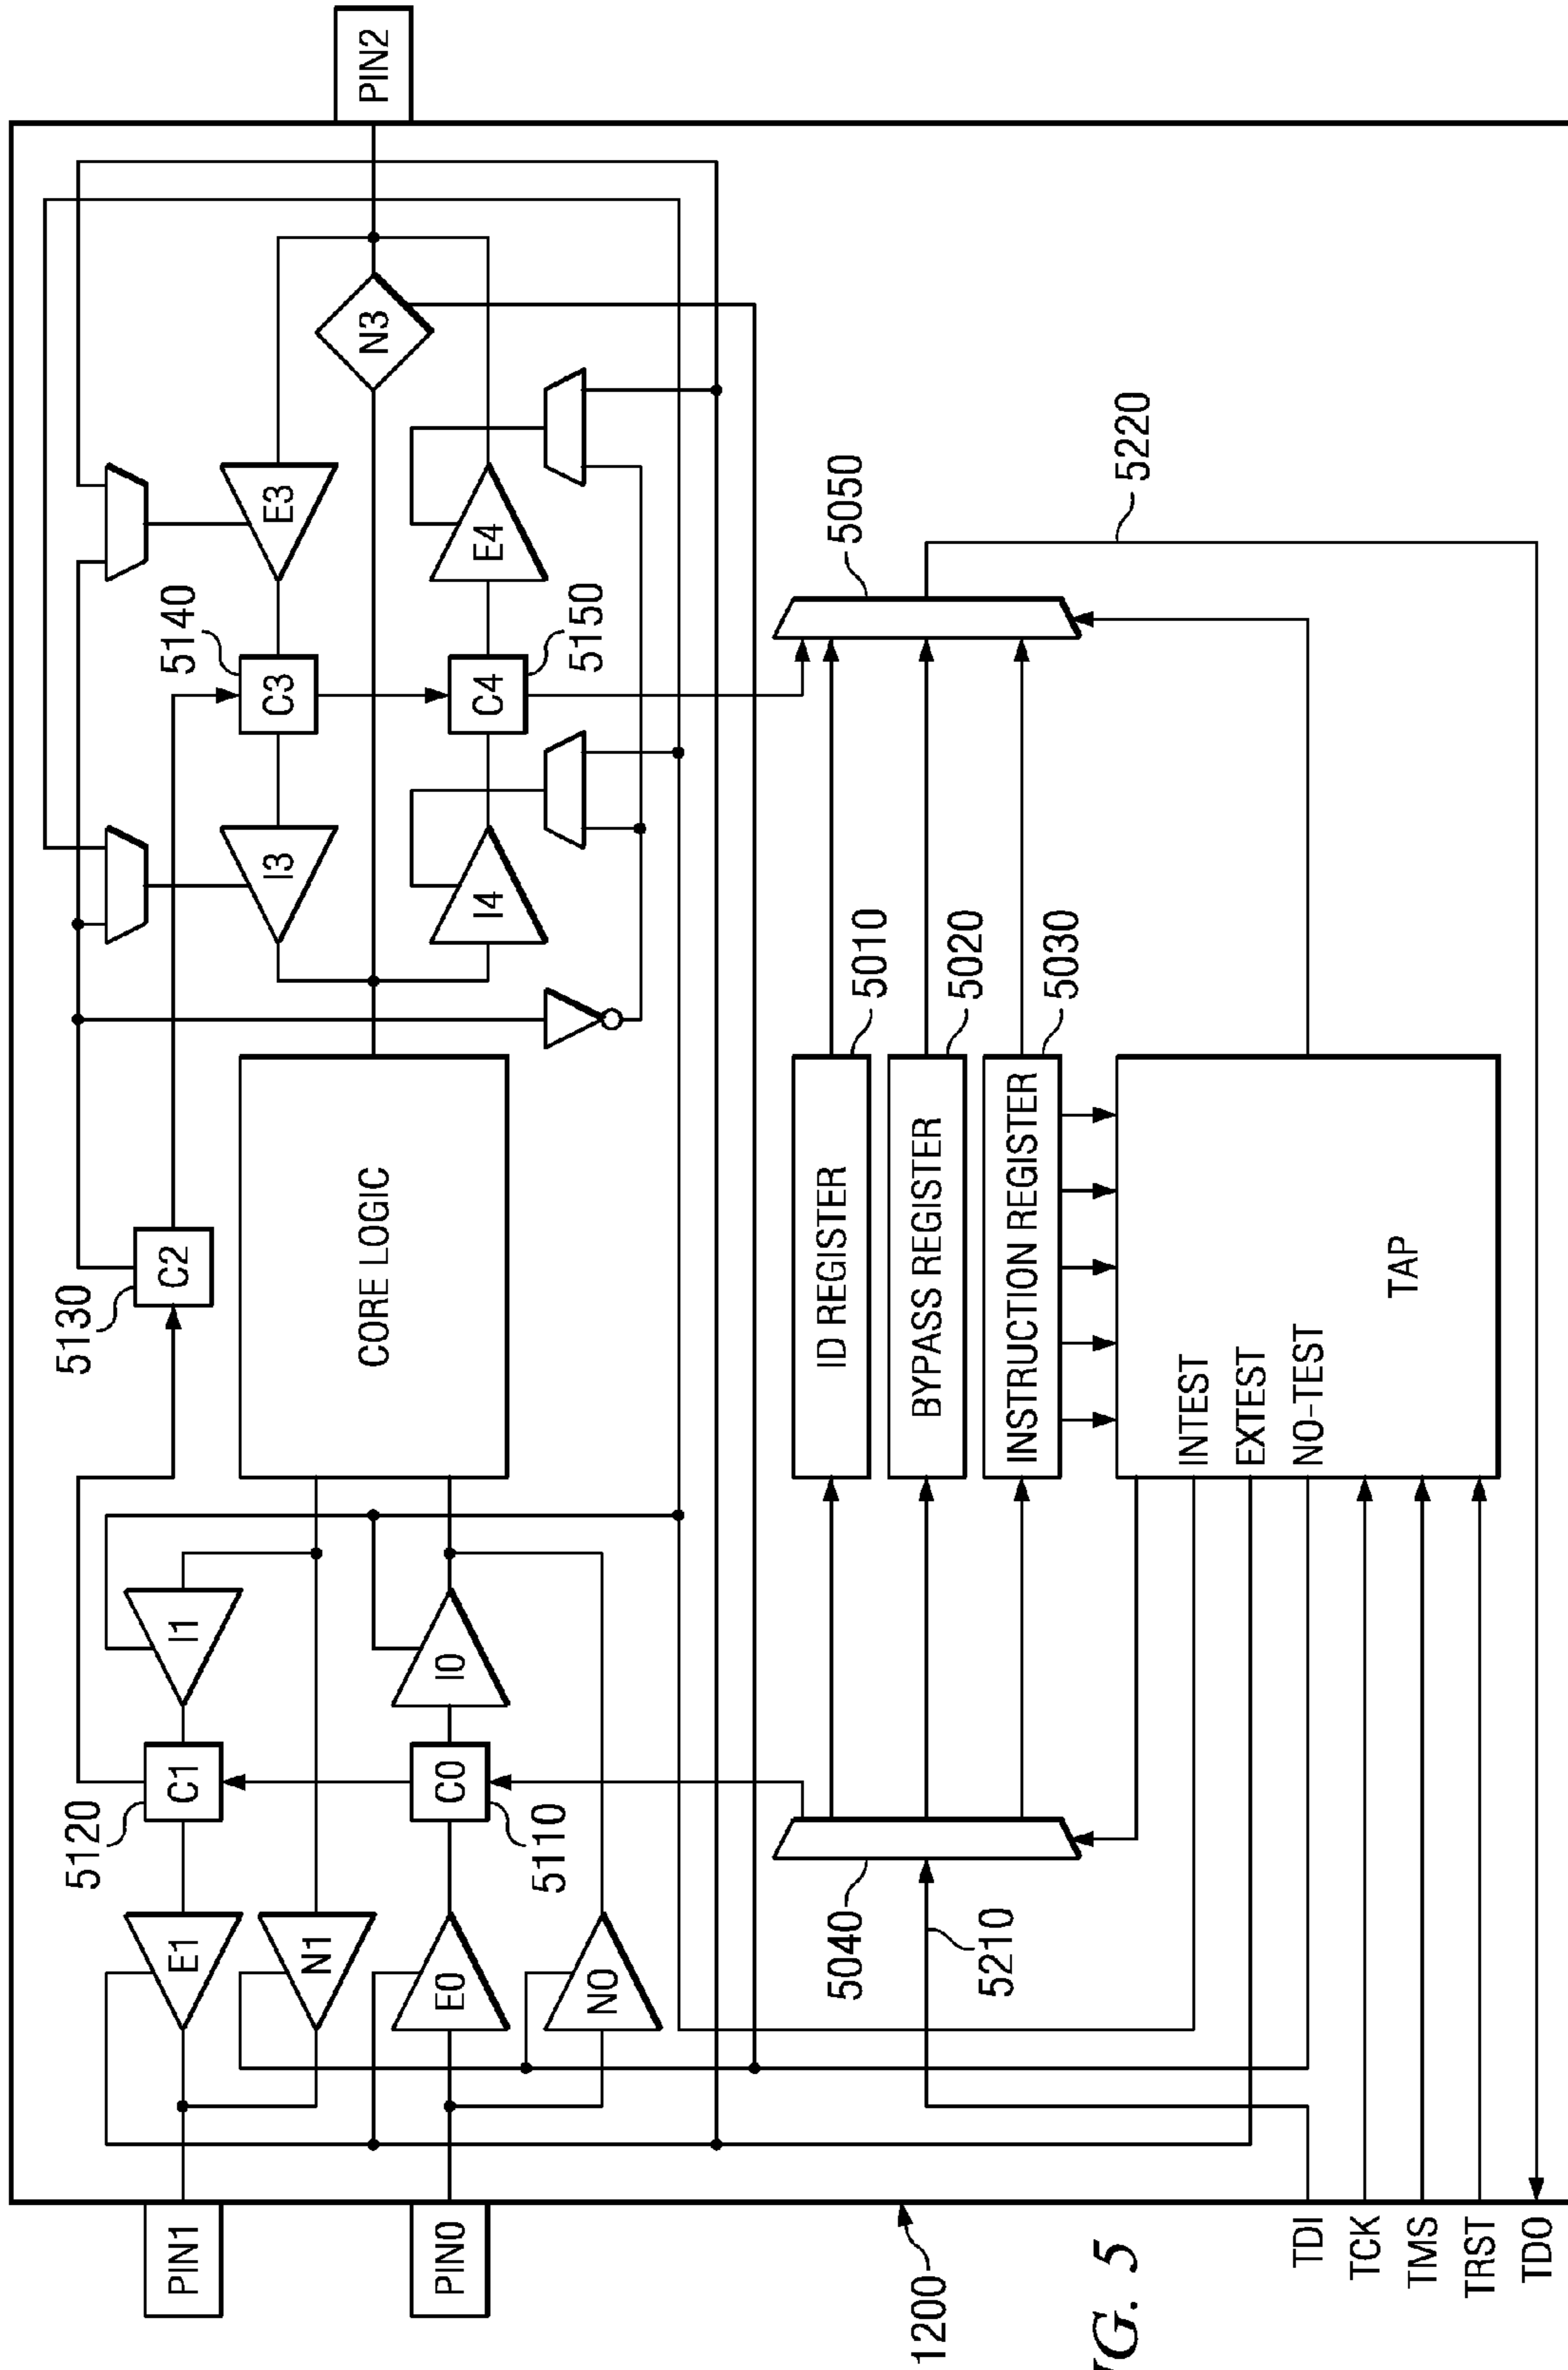 PIN1
PIN0
PIN2
5120
5110
5130
5140
5150
E1
N1
E0
N0
C1
C0
I1
I0
C2
CORE LOGIC
I3
I4
C3
C4
E3
E4
N3
5040
5210
ID REGISTER
5010
BYPASS REGISTER
5020
INSTRUCTION REGISTER
5030
5050
5220
INTEST
EXTEST
NO-TEST
TAP
1200
TDI
TCK
TMS
TRST
TDO
5